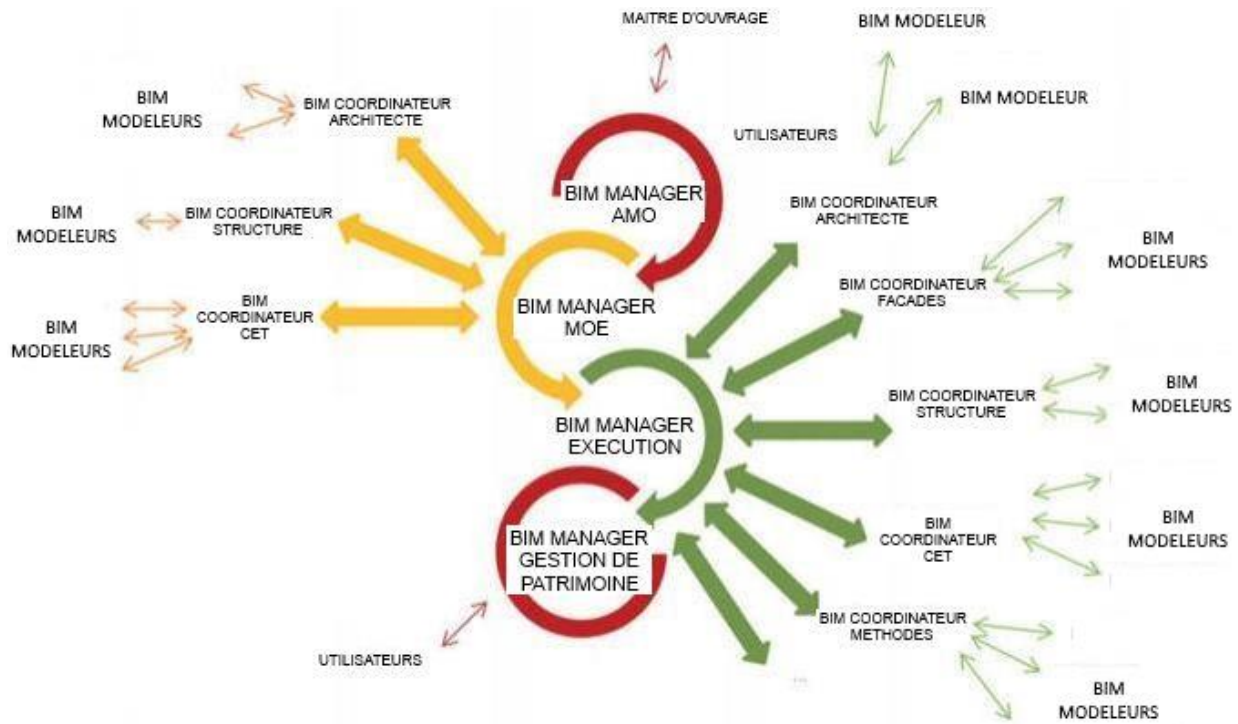 MAITRE D'OUVRAGE
BIM MODELEUR
BIM
MODELEURS
BIM COORDINATEUR
ARCHITECTE
BIM MODELEUR
UTILISATEURS
BIM MANAGER
AMO
BIM COORDINATEUR
ARCHITECTE
BIM
MODELEURS
BIM COORDINATEUR
STRUCTURE
BIM
MODELEURS
BIM COORDINATEUR
FACADES
BIM
MODELEURS
BIM
COORDINATEUR
CET
BIM MANAGER
MOE
BIM COORDINATEUR
STRUCTURE
BIM
MODELEURS
BIM MANAGER
EXECUTION
BIM MANAGER
GESTION DE
PATRIMOINE
BIM
COORDINATEUR
CET
BIM
MODELEURS
BIM COORDINATEUR
METHODES
UTILISATEURS
...
BIM
MODELEURS